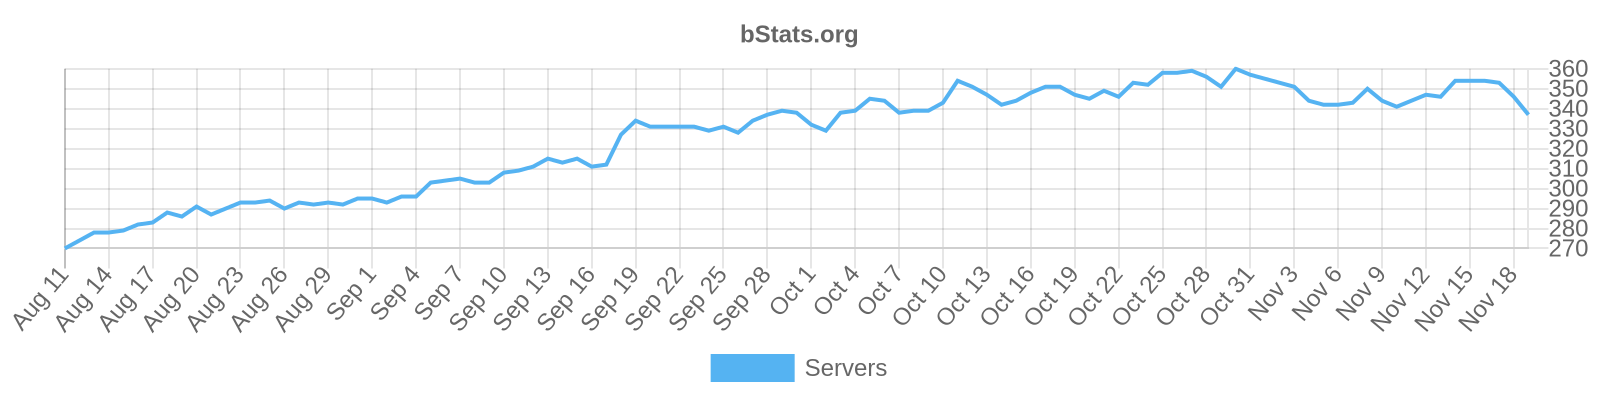 bStats.org
360
350
340
330
320
310
300
290
280
270
Aug 11
Aug 14
Aug 17
Aug 20
Aug 23
Aug 26
Aug 29
Sep 1
Sep 4
Sep 7
Sep 10
Sep 13
Sep 16
Sep 19
Sep 22
Sep 25
Sep 28
Oct 1
Oct 4
Oct 7
Oct 10
Oct 13
Oct 16
Oct 19
Oct 22
Oct 25
Oct 28
Oct 31
Nov 3
Nov 6
Nov 9
Nov 12
Nov 15
Nov 18
Servers